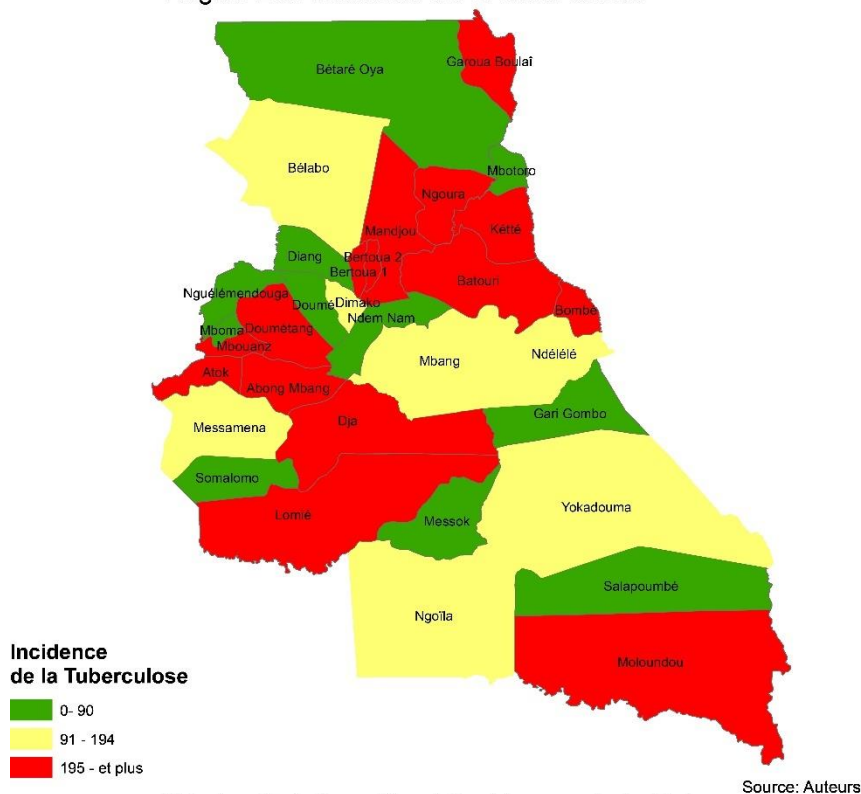 Garoua Boulaî
Bétaré Oya
Mbotoro
Bélabo
Ngoura
Kétté
Mandjou
Diang
Bertoua 2
Bertoua 1
Batoun
Nguélémendouga
Doumé
Dimako
Bombé
Mboma
Doumétang
Ndem Nam
Mbouanz
Mbang
Ndélélé
Atok
Abong Mbang
Messamena
Dja
Gari Gombo
Somalomo
Lomié
Messok
Yokadouma
Salapoumbé
Ngoïla
Moloundou
Incidence
de la Tuberculose
0- 90
91 - 194
195 - et plus
Source: Auteurs